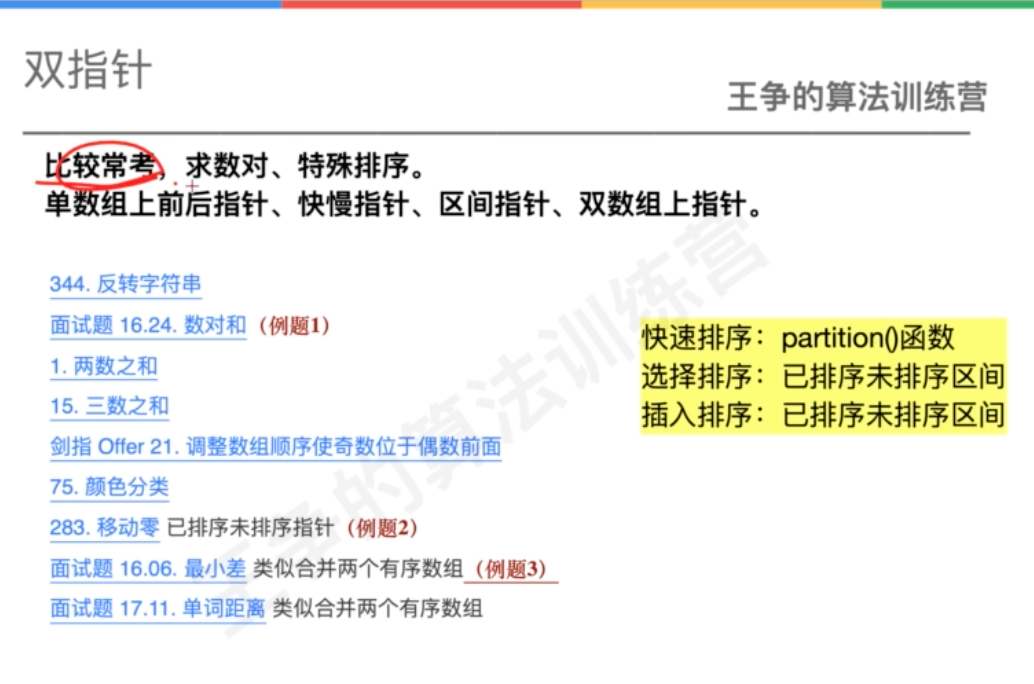 双指针
王争的算法训练营
比较常考，求数对、特殊排序。
单数组上前后指针、快慢指针、区间指针、双数组上指针。
344. 反转字符串
面试题 16.24. 数对和（例题1）
1. 两数之和
15. 三数之和
剑指 Offer 21. 调整数组顺序使奇数位于偶数前面
75. 颜色分类
283. 移动零 已排序未排序指针（例题2）
面试题 16.06. 最小差 类似合并两个有序数组（例题3）
面试题 17.11. 单词距离 类似合并两个有序数组
快速排序：partition()函数
选择排序：已排序未排序区间
插入排序：已排序未排序区间
王争的算法训练营